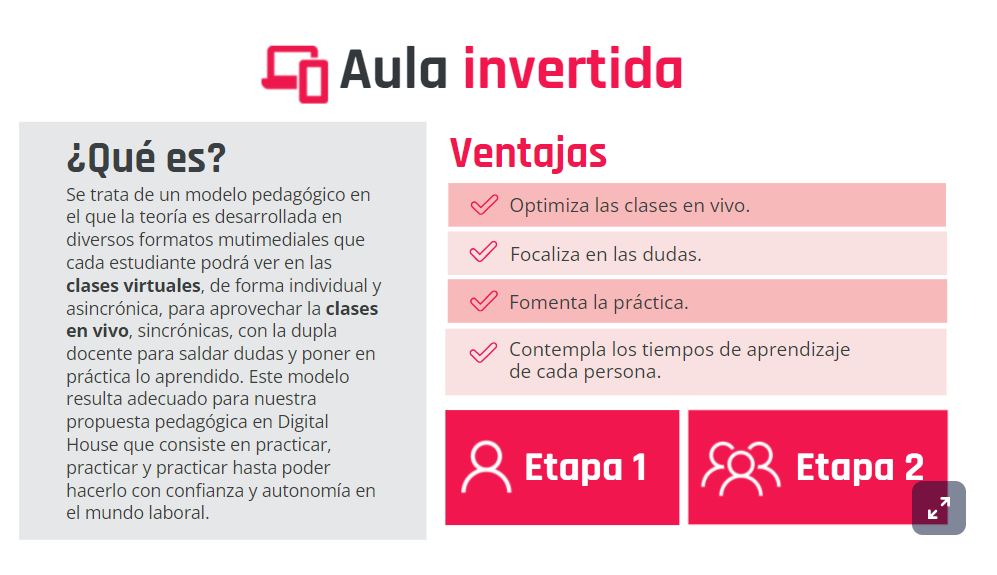 Aula invertida
¿Qué es?
Se trata de un modelo pedagógico en
el que la teoría es desarrollada en
diversos formatos mutimediales que
cada estudiante podrá ver en las
clases virtuales, de forma individual y
asincrónica, para aprovechar la clases
en vivo, sincrónicas, con la dupla
docente para saldar dudas y poner en
práctica lo aprendido. Este modelo
resulta adecuado para nuestra
propuesta pedagógica en Digital
House que consiste en practicar,
practicar y practicar hasta poder
hacerlo con confianza y autonomía en
el mundo laboral.
Ventajas
Optimiza las clases en vivo.
Focaliza en las dudas.
Fomenta la práctica.
Contempla los tiempos de aprendizaje
de cada persona.
Etapa 1
Etapa 2